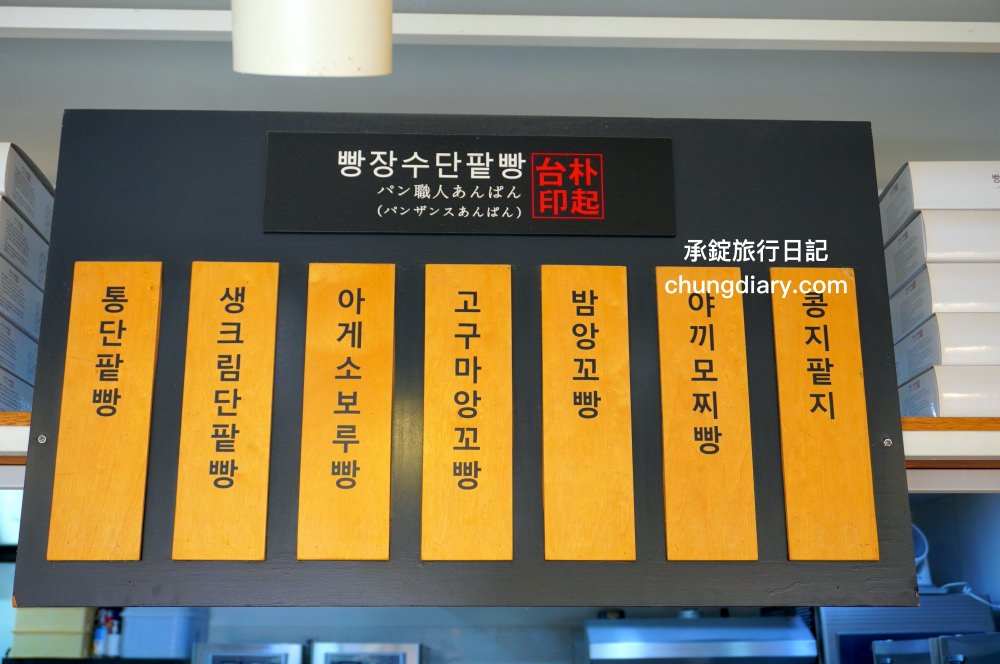 빵장수단팥빵
パン職人あんぱん
(パンザンスあんぱん)
朴起台印
承錠旅行日記
chungdiary.com
통단팥빵
생크림단팥빵
아게소보루빵
고구마앙꼬빵
밤앙꼬빵
야끼모찌빵
콩지팥지